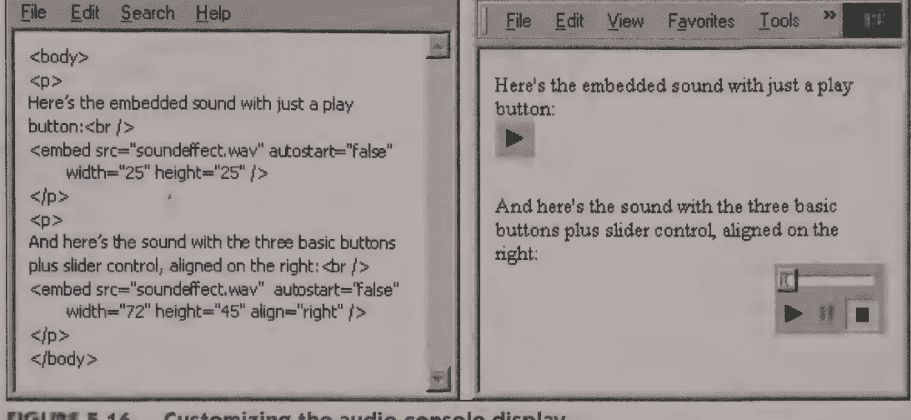 File Edit Search Help
<body>
<p>
Here's the embedded sound with just a play
button:<br />
<embed src="soundeffect.wav" autostart="false"
width="25" height="25" />
</p>
<p>
And here's the sound with the three basic buttons
plus slider control, aligned on the right:<br />
<embed src="soundeffect.wav" autostart="false"
width="72" height="45" align="right" />
</p>
</body>
File Edit View Favorites Tools »
Here's the embedded sound with just a play
button:
And here's the sound with the three basic
buttons plus slider control, aligned on the
right:
FIGURE 5.16 Customizing the audio console display